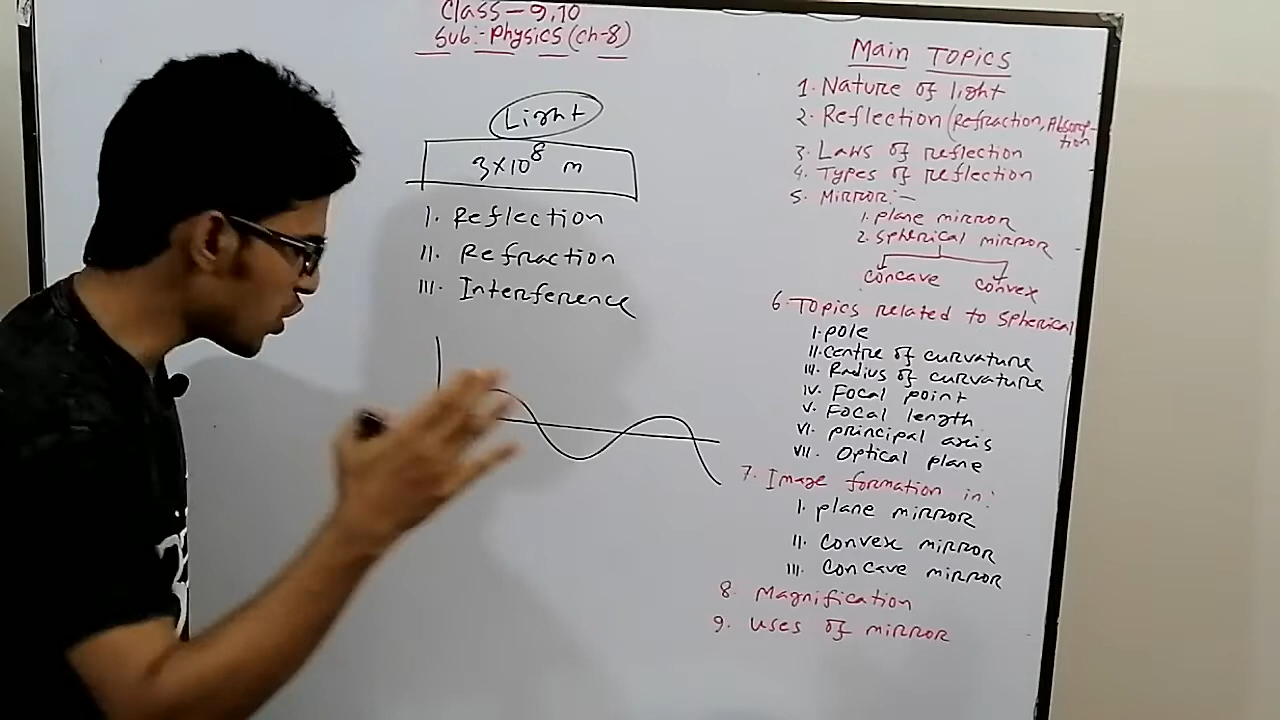 Class - 9,10
Sub:- Physics (ch-8)
Light
3×10⁸ m
I. Reflection
II. Refraction
III. Interference
Main Topics
1. Nature of light
2. Reflection (Refraction, Absorp-
tion
3. Laws of reflection
4. Types of reflection
5. Mirror:-
1. plane mirror
2. spherical mirror
concave convex
6. Topics related to spherical
I. pole
II. Centre of curvature
III. Radius of curvature
IV. Focal point
V. Focal length
VI. principal axis
VII. Optical plane
7. Image formation in:
I. plane mirror
II. Convex mirror
III. Concave mirror
8. Magnification
9. Uses of mirror